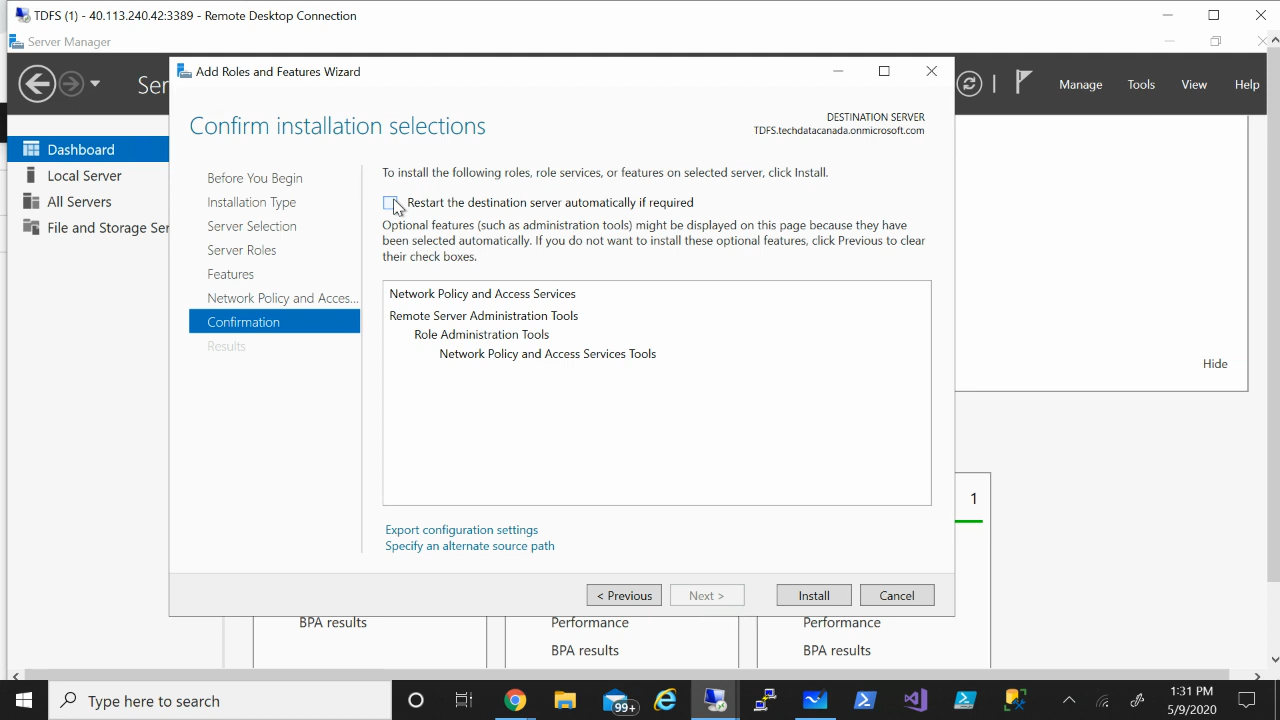 TDFS (1) - 40.113.240.42:3389 - Remote Desktop Connection
Server Manager
Add Roles and Features Wizard
Ser
Manage
Tools
View
Help
Confirm installation selections
DESTINATION SERVER
TDFS.techdatacanada.onmicrosoft.com
Dashboard
Local Server
All Servers
File and Storage Ser
Before You Begin
Installation Type
Server Selection
Server Roles
Features
Network Policy and Acces...
Confirmation
Results
To install the following roles, role services, or features on selected server, click Install.
Restart the destination server automatically if required
Optional features (such as administration tools) might be displayed on this page because they have
been selected automatically. If you do not want to install these optional features, click Previous to clear
their check boxes.
Network Policy and Access Services
Remote Server Administration Tools
Role Administration Tools
Network Policy and Access Services Tools
Hide
1
Export configuration settings
Specify an alternate source path
< Previous
Next >
Install
Cancel
BPA results
Performance
BPA results
Performance
BPA results
Type here to search
99+
1:31 PM
5/9/2020